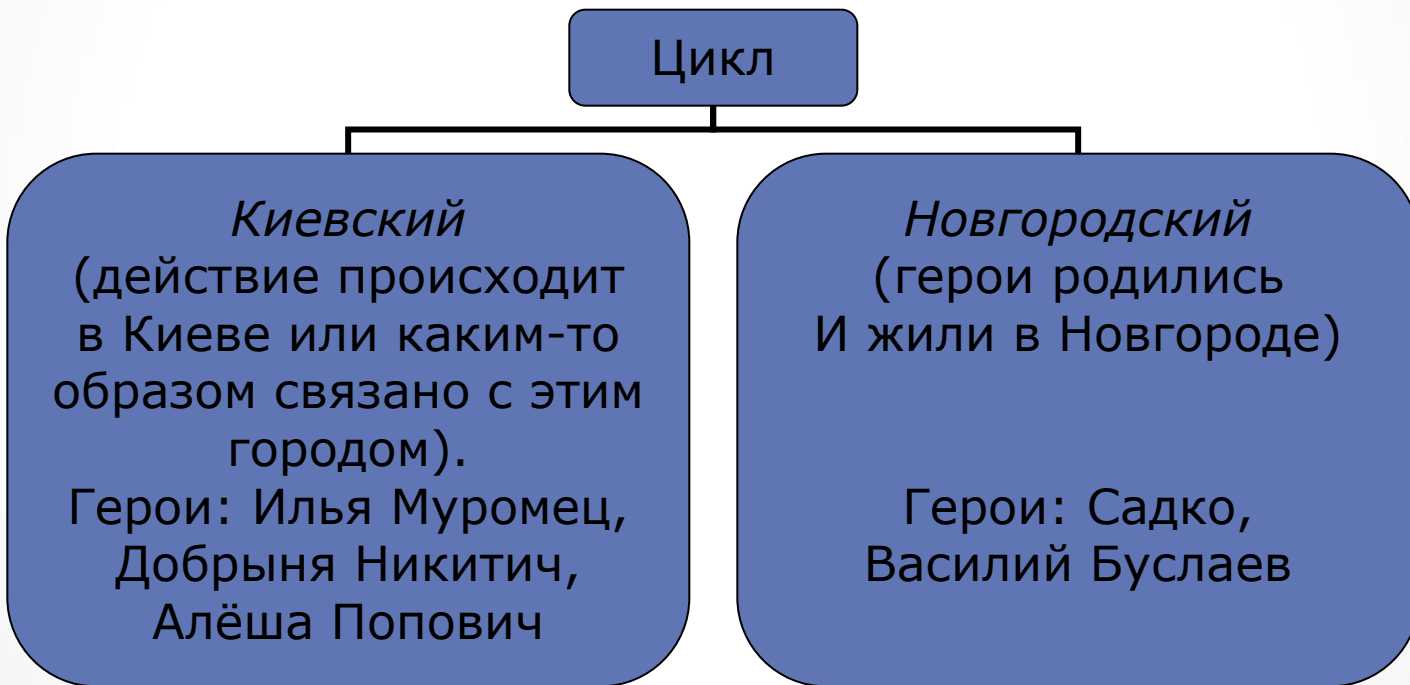 Цикл
Киевский
(действие происходит
в Киеве или каким-то
образом связано с этим
городом).
Герои: Илья Муромец,
Добрыня Никитич,
Алёша Попович
Новгородский
(герои родились
И жили в Новгороде)
Герои: Садко,
Василий Буслаев